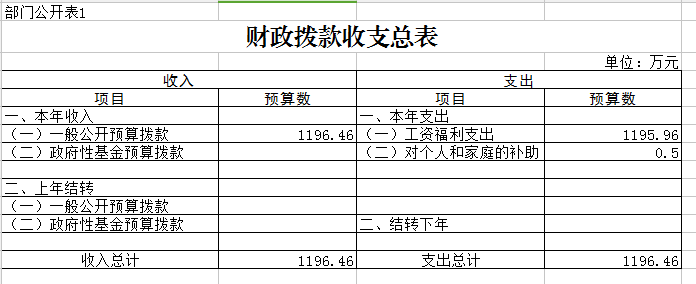 部门公开表1
财政拨款收支总表
单位：万元
收入 支出
项目 预算数 项目 预算数
一、本年收入 一、本年支出
（一）一般公开预算拨款 1196.46 （一）工资福利支出 1195.96
（二）政府性基金预算拨款 （二）对个人和家庭的补助 0.5
二、上年结转
（一）一般公开预算拨款
（二）政府性基金预算拨款 二、结转下年
收入总计 1196.46 支出总计 1196.46